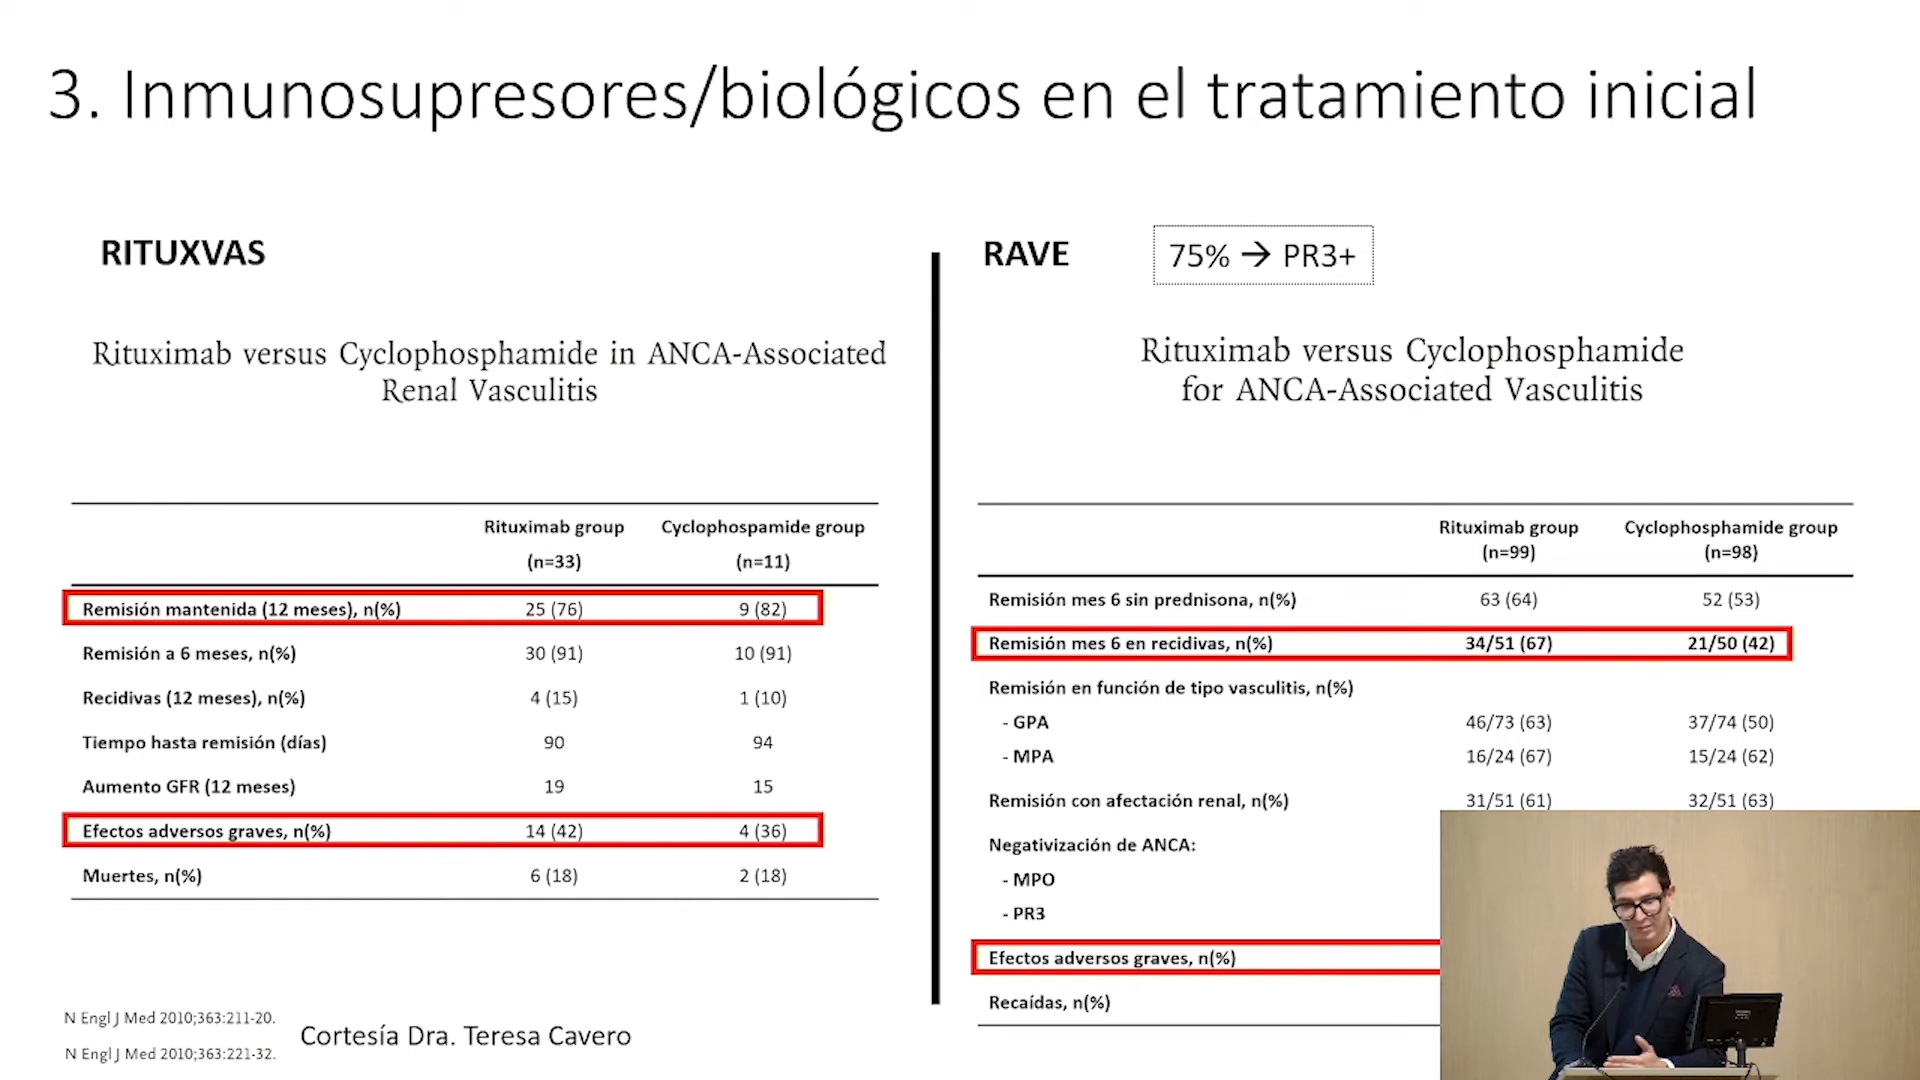 3. Inmunosupresores/biológicos en el tratamiento inicial
RITUXVAS
Rituximab versus Cyclophosphamide in ANCA-Associated
Renal Vasculitis
Rituximab group Cyclophospamide group
(n=33) (n=11)
Remisión mantenida (12 meses), n(%) 25 (76) 9 (82)
Remisión a 6 meses, n(%) 30 (91) 10 (91)
Recidivas (12 meses), n(%) 4 (15) 1 (10)
Tiempo hasta remisión (días) 90 94
Aumento GFR (12 meses) 19 15
Efectos adversos graves, n(%) 14 (42) 4 (36)
Muertes, n(%) 6 (18) 2 (18)
N Engl J Med 2010;363:211-20.
N Engl J Med 2010;363:221-32.
Cortesía Dra. Teresa Cavero
RAVE 75% → PR3+
Rituximab versus Cyclophosphamide
for ANCA-Associated Vasculitis
Rituximab group Cyclophosphamide group
(n=99) (n=98)
Remisión mes 6 sin prednisona, n(%) 63 (64) 52 (53)
Remisión mes 6 en recidivas, n(%) 34/51 (67) 21/50 (42)
Remisión en función de tipo vasculitis, n(%)
- GPA 46/73 (63) 37/74 (50)
- MPA 16/24 (67) 15/24 (62)
Remisión con afectación renal, n(%) 31/51 (61) 32/51 (63)
Negativización de ANCA:
- MPO
- PR3
Efectos adversos graves, n(%)
Recaídas, n(%)